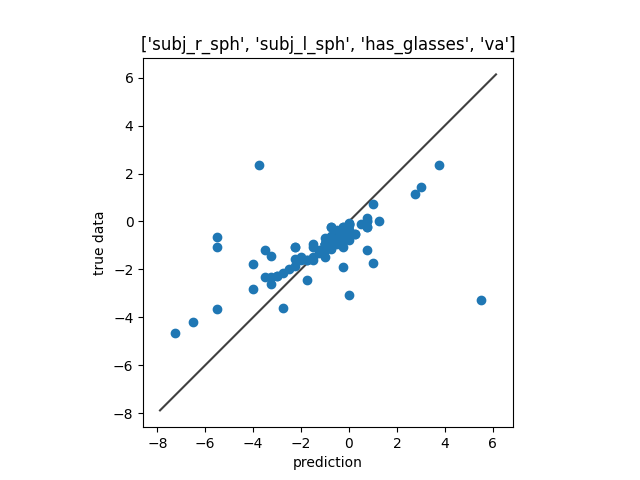 ['subj_r_sph', 'subj_l_sph', 'has_glasses', 'va']
6
4
2
0
−2
−4
−6
−8
true data
−8 −6 −4 −2 0 2 4 6
prediction